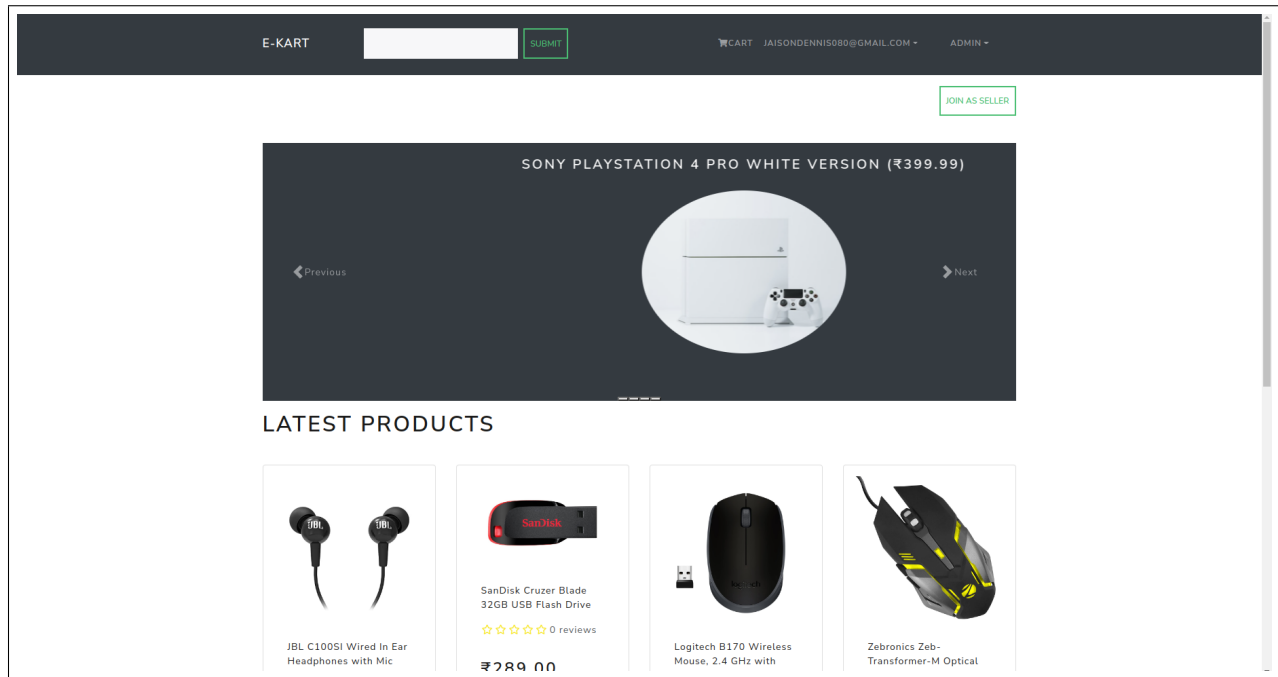 E-KART SUBMIT CART JAISONDENNIS080@GMAIL.COM ADMIN
JOIN AS SELLER
SONY PLAYSTATION 4 PRO WHITE VERSION (₹399.99)
Previous Next
LATEST PRODUCTS
JBL JBL
SanDisk
SanDisk Cruzer Blade
32GB USB Flash Drive
0 reviews
₹289.00
JBL C100SI Wired In Ear
Headphones with Mic
Logitech B170 Wireless
Mouse, 2.4 GHz with
Zebronics Zeb-
Transformer-M Optical